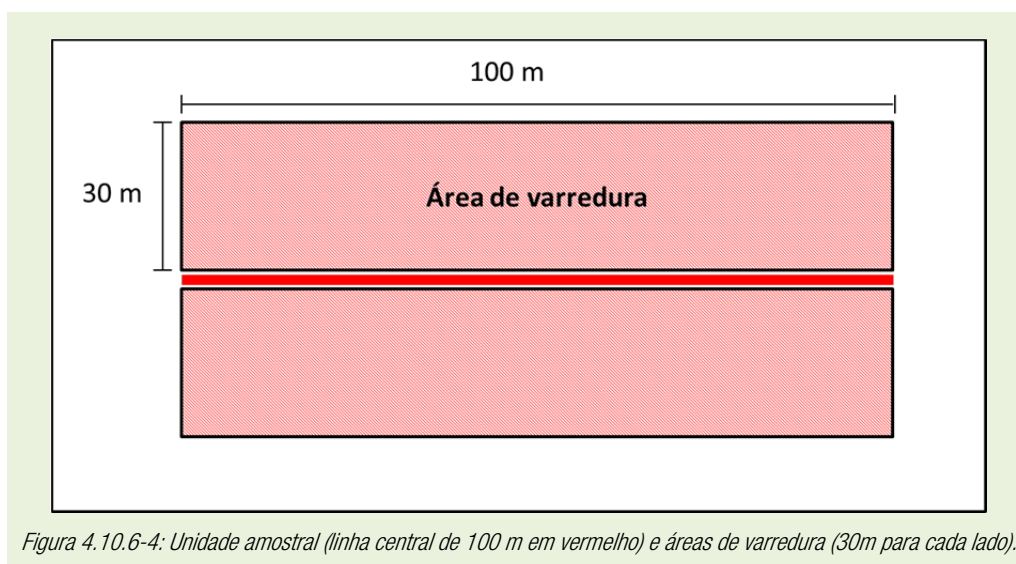 100 m
30 m
Área de varredura
Figura 4.10.6-4: Unidade amostral (linha central de 100 m em vermelho) e áreas de varredura (30m para cada lado).